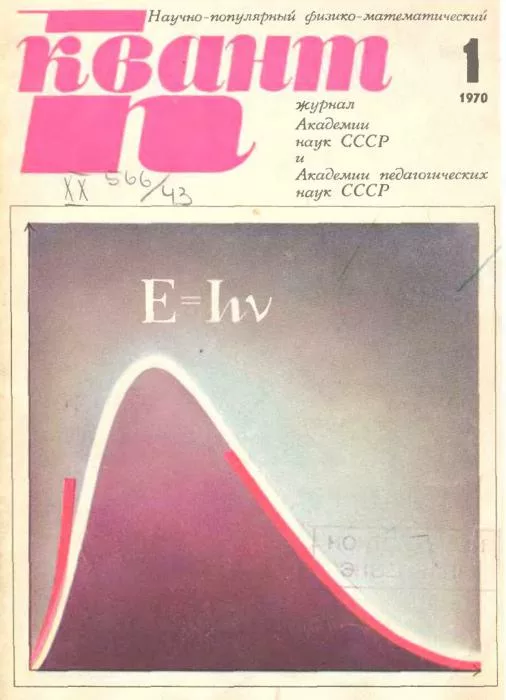 Научно-популярный физико-математический
квант
1
1970
журнал
Академии
наук СССР
и
Академии педагогических
наук СССР
XX 566/43
E=hν